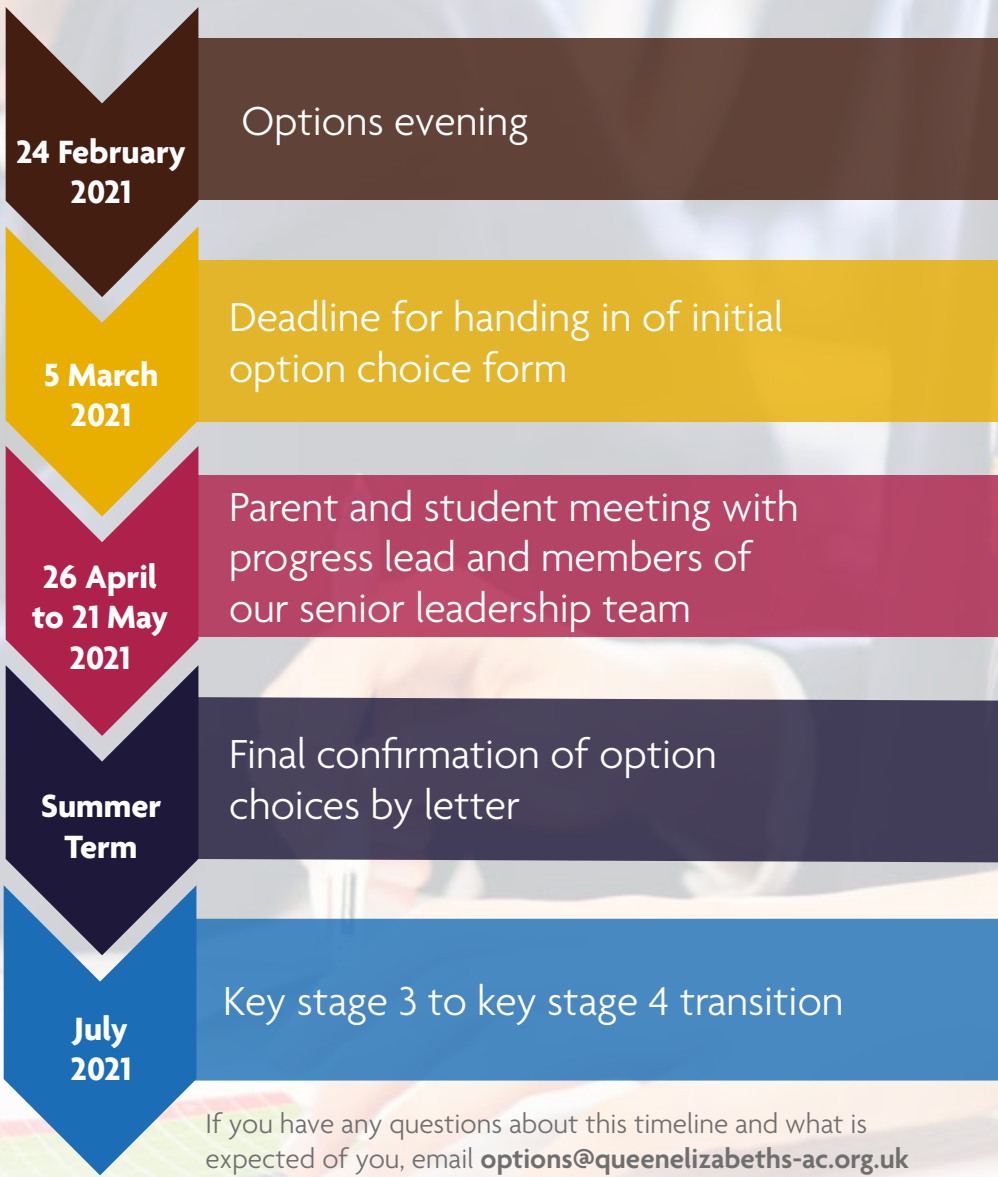 24 February
2021
Options evening
5 March
2021
Deadline for handing in of initial
option choice form
26 April
to 21 May
2021
Parent and student meeting with
progress lead and members of
our senior leadership team
Summer
Term
Final confirmation of option
choices by letter
July
2021
Key stage 3 to key stage 4 transition
If you have any questions about this timeline and what is
expected of you, email options@queenelizabeths-ac.org.uk